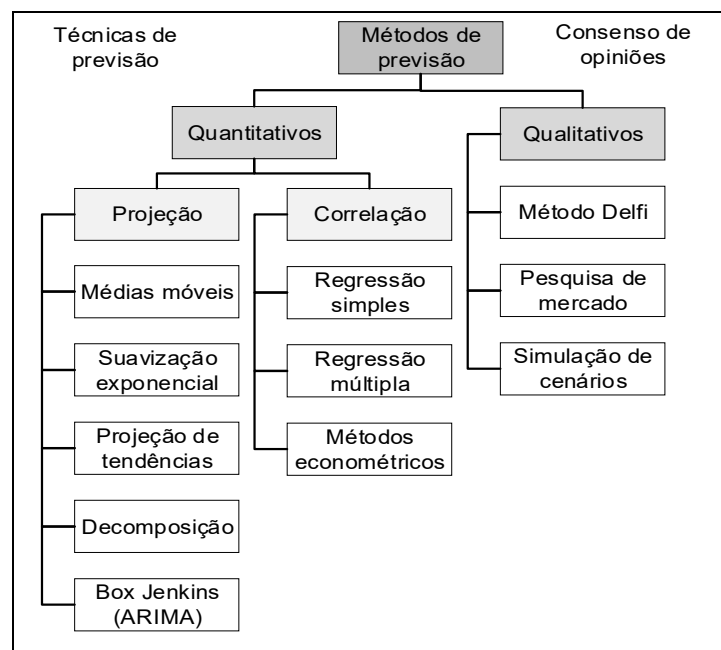 Técnicas de
previsão
Métodos de
previsão
Consenso de
opiniões
Quantitativos
Qualitativos
Projeção
Correlação
Método Delfi
Médias móveis
Regressão
simples
Pesquisa de
mercado
Suavização
exponencial
Regressão
múltipla
Simulação de
cenários
Projeção de
tendências
Métodos
econométricos
Decomposição
Box Jenkins
(ARIMA)